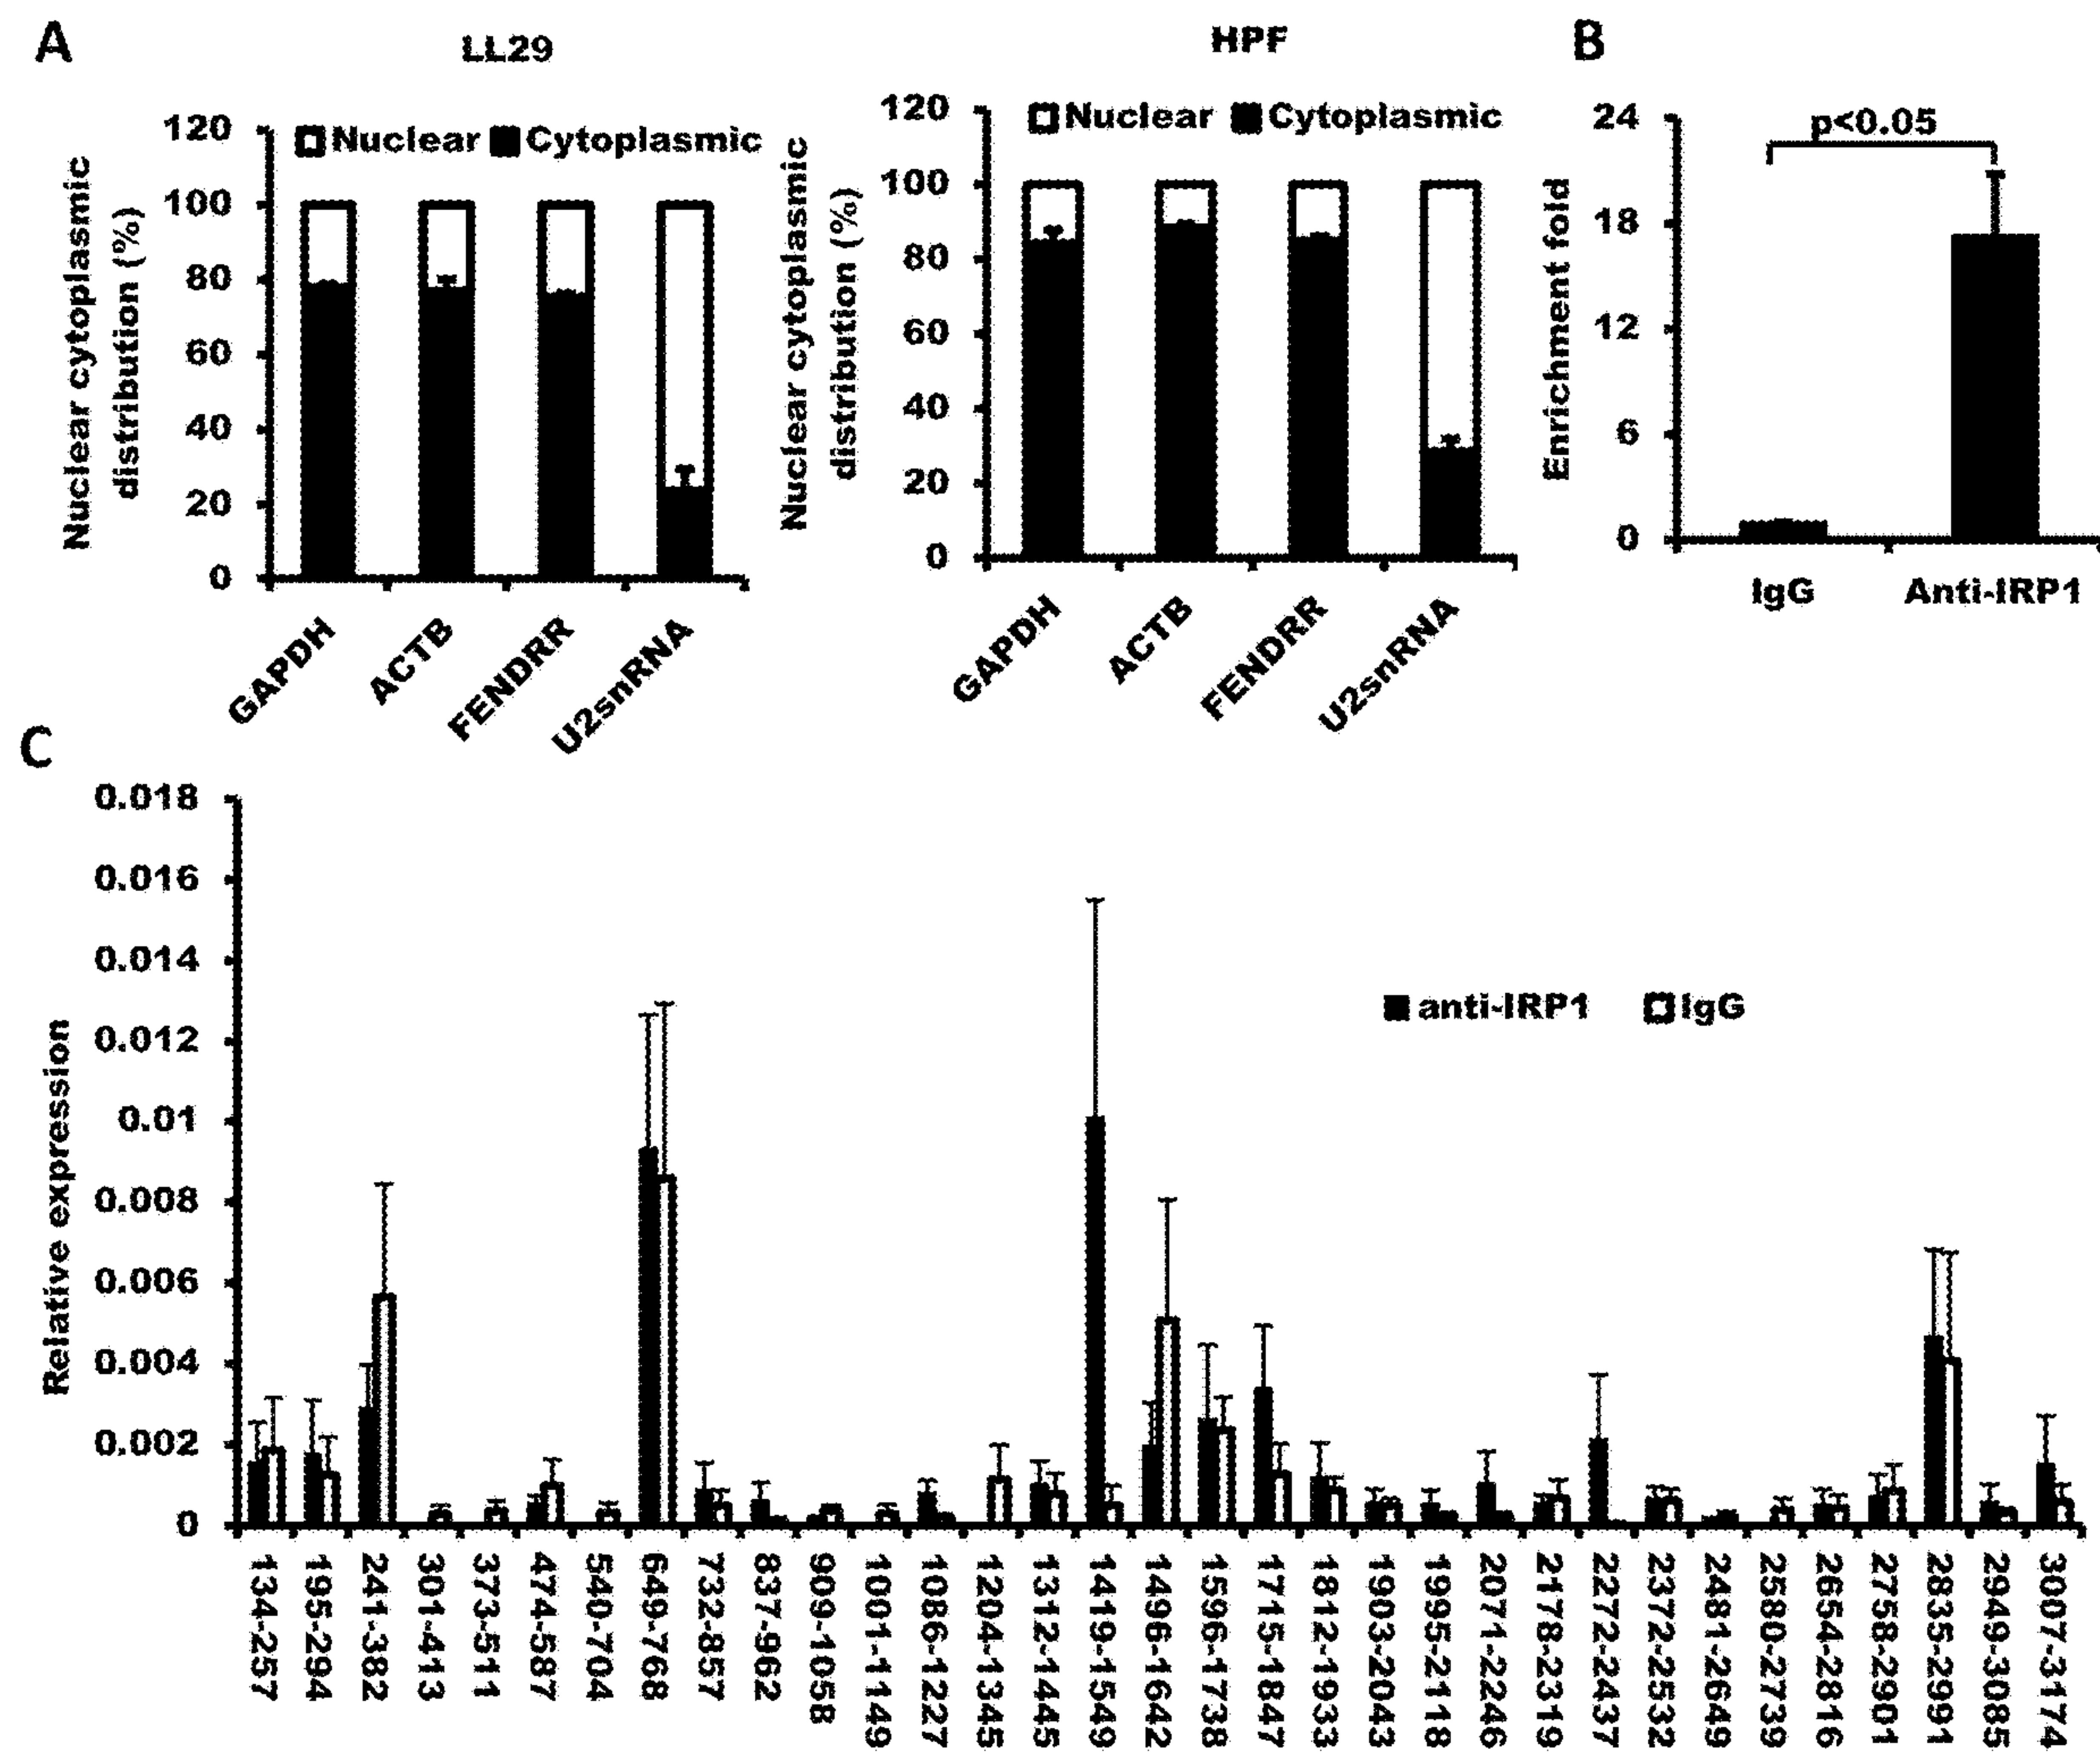 A
LL29
Nuclear cytoplasmic
distribution (%)
120
100
80
60
40
20
0
Nuclear Cytoplasmic
GAPDH
ACTB
FENDRR
U2snRNA
HPF
Nuclear cytoplasmic
distribution (%)
120
100
80
60
40
20
0
Nuclear Cytoplasmic
GAPDH
ACTB
FENDRR
U2snRNA
B
Enrichment fold
24
18
12
6
0
p<0.05
IgG
Anti-IRP1
C
Relative expression
0.018
0.016
0.014
0.012
0.01
0.008
0.006
0.004
0.002
0
anti-IRP1 IgG
134-257
195-294
241-382
301-413
373-511
474-587
540-704
649-768
732-857
837-962
909-1058
1001-1149
1086-1227
1204-1345
1312-1445
1419-1549
1496-1642
1596-1738
1715-1847
1812-1933
1903-2043
1995-2118
2071-2246
2178-2319
2272-2437
2372-2532
2481-2649
2580-2739
2654-2816
2758-2901
2835-2991
2949-3085
3007-3174